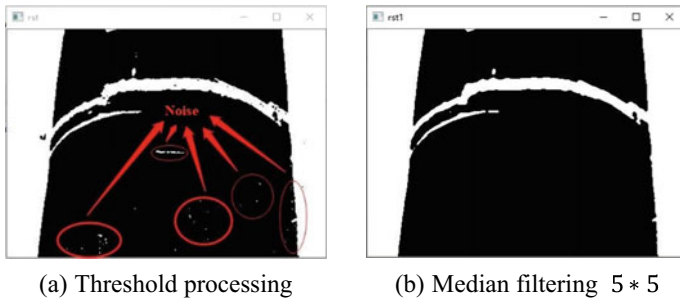 rst
rst1
Noise
(a) Threshold processing
(b) Median filtering 5 * 5